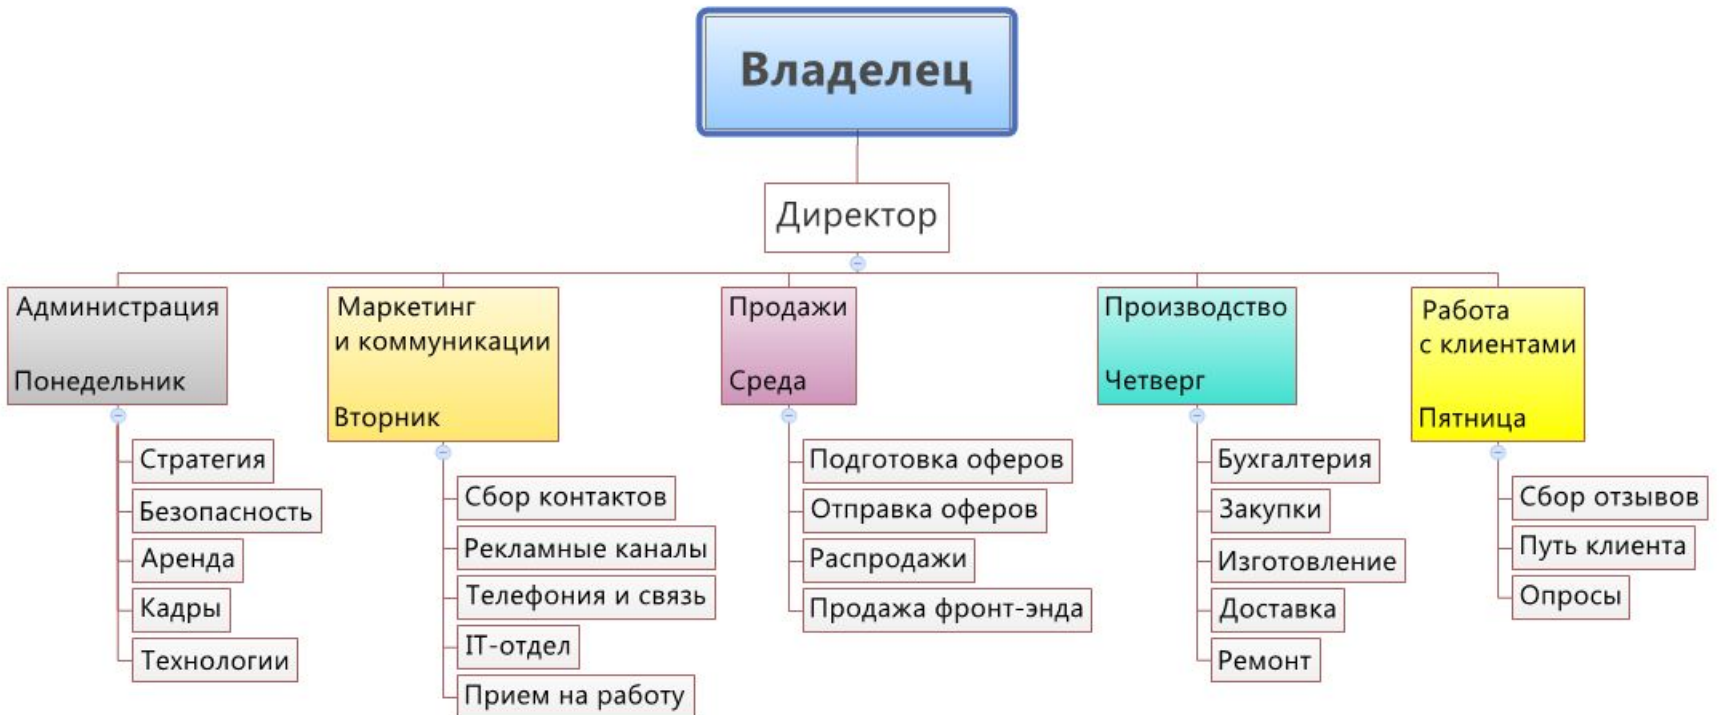 Владелец
Директор
Администрация
Понедельник
Стратегия
Безопасность
Аренда
Кадры
Технологии
Маркетинг
и коммуникации
Вторник
Сбор контактов
Рекламные каналы
Телефония и связь
IT-отдел
Прием на работу
Продажи
Среда
Подготовка оферов
Отправка оферов
Распродажи
Продажа фронт-энда
Производство
Четверг
Бухгалтерия
Закупки
Изготовление
Доставка
Ремонт
Работа
с клиентами
Пятница
Сбор отзывов
Путь клиента
Опросы